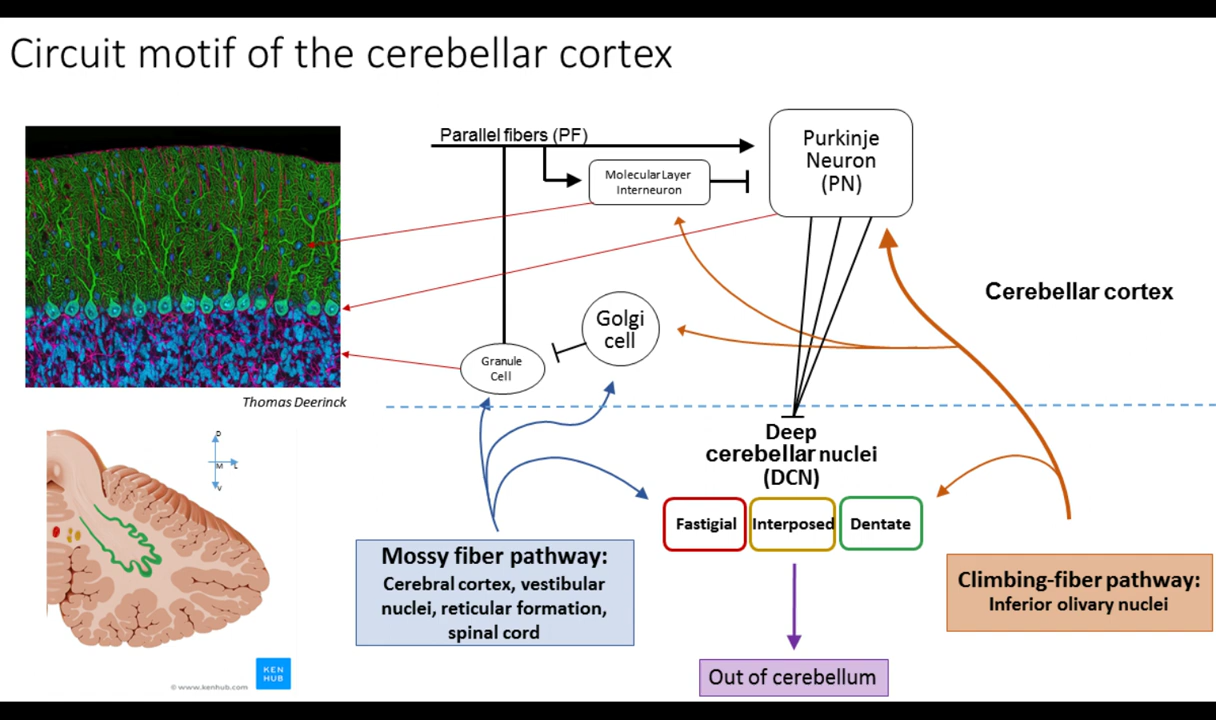 Circuit motif of the cerebellar cortex
Parallel fibers (PF)
Molecular Layer
Interneuron
Purkinje
Neuron
(PN)
Cerebellar cortex
Golgi
cell
Granule
Cell
Thomas Deerinck
Deep
cerebellar nuclei
(DCN)
D
M
L
V
Fastigial
Interposed
Dentate
Mossy fiber pathway:
Cerebral cortex, vestibular
nuclei, reticular formation,
spinal cord
Climbing-fiber pathway:
Inferior olivary nuclei
Out of cerebellum
KEN
HUB
© www.kenhub.com